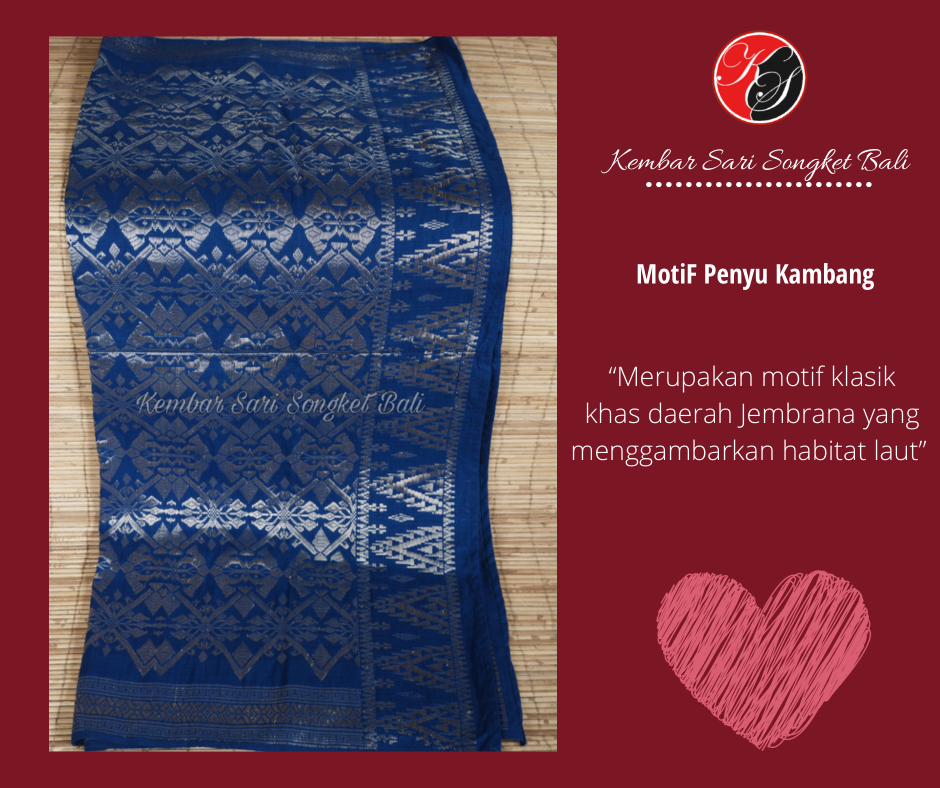 KS
Kembar Sari Songket Bali
MotiF Penyu Kambang
“Merupakan motif klasik
khas daerah Jembrana yang
menggambarkan habitat laut”
Kembar Sari Songket Bali